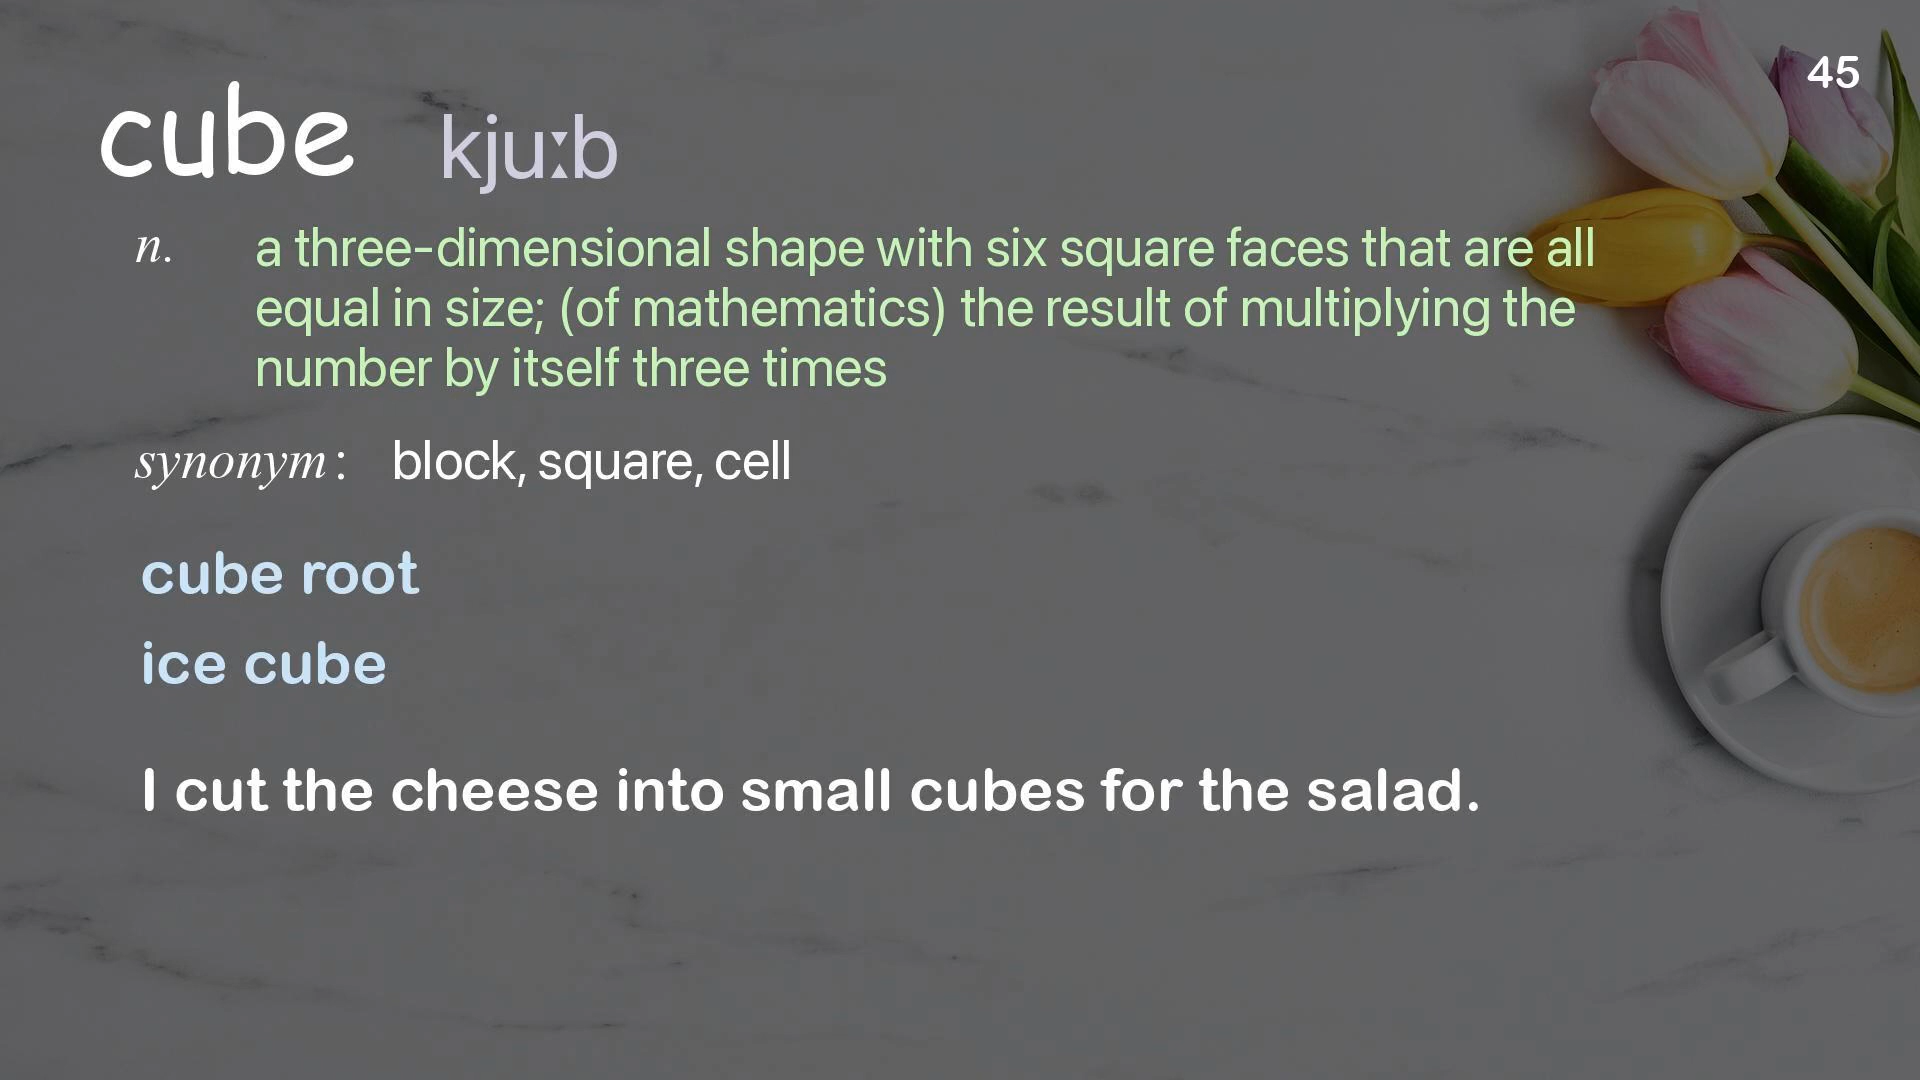 45
cube kjuːb
n. a three-dimensional shape with six square faces that are all
equal in size; (of mathematics) the result of multiplying the
number by itself three times
synonym: block, square, cell
cube root
ice cube
I cut the cheese into small cubes for the salad.